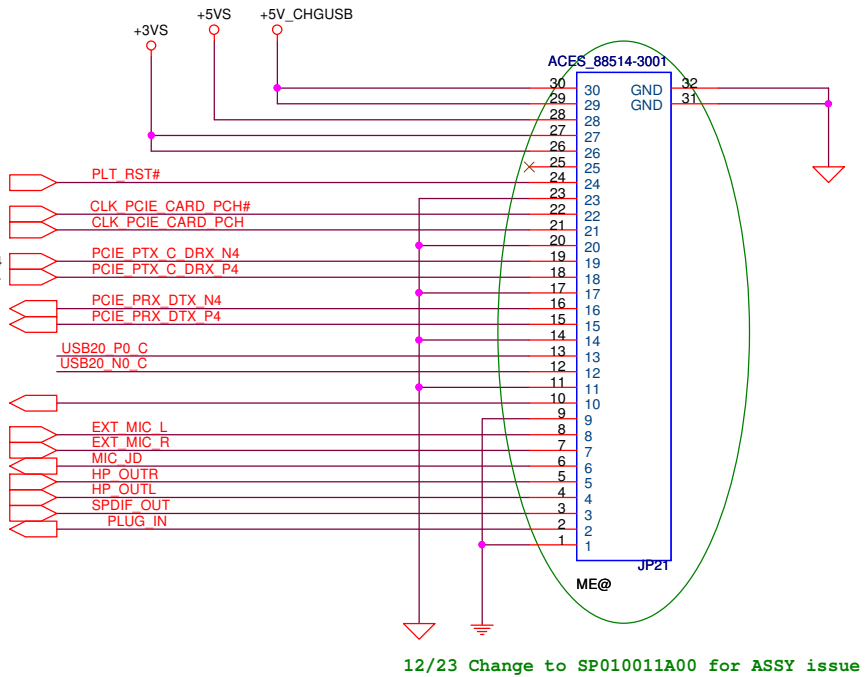 +3VS
+5VS
+5V_CHGUSB
ACES_88514-3001
30 30 GND 32
29 29 GND 31
28 28
27 27
26 26
25 25
PLT_RST# 24 24
23 23
CLK_PCIE_CARD_PCH# 22 22
CLK_PCIE_CARD_PCH 21 21
20 20
PCIE_PTX_C_DRX_N4 19 19
PCIE_PTX_C_DRX_P4 18 18
17 17
PCIE_PRX_DTX_N4 16 16
PCIE_PRX_DTX_P4 15 15
14 14
USB20_P0_C 13 13
USB20_N0_C 12 12
11 11
10 10
9 9
EXT_MIC_L 8 8
EXT_MIC_R 7 7
MIC_JD 6 6
HP_OUTR 5 5
HP_OUTL 4 4
SPDIF_OUT 3 3
PLUG_IN 2 2
1 1
JP21
ME@
12/23 Change to SP010011A00 for ASSY issue